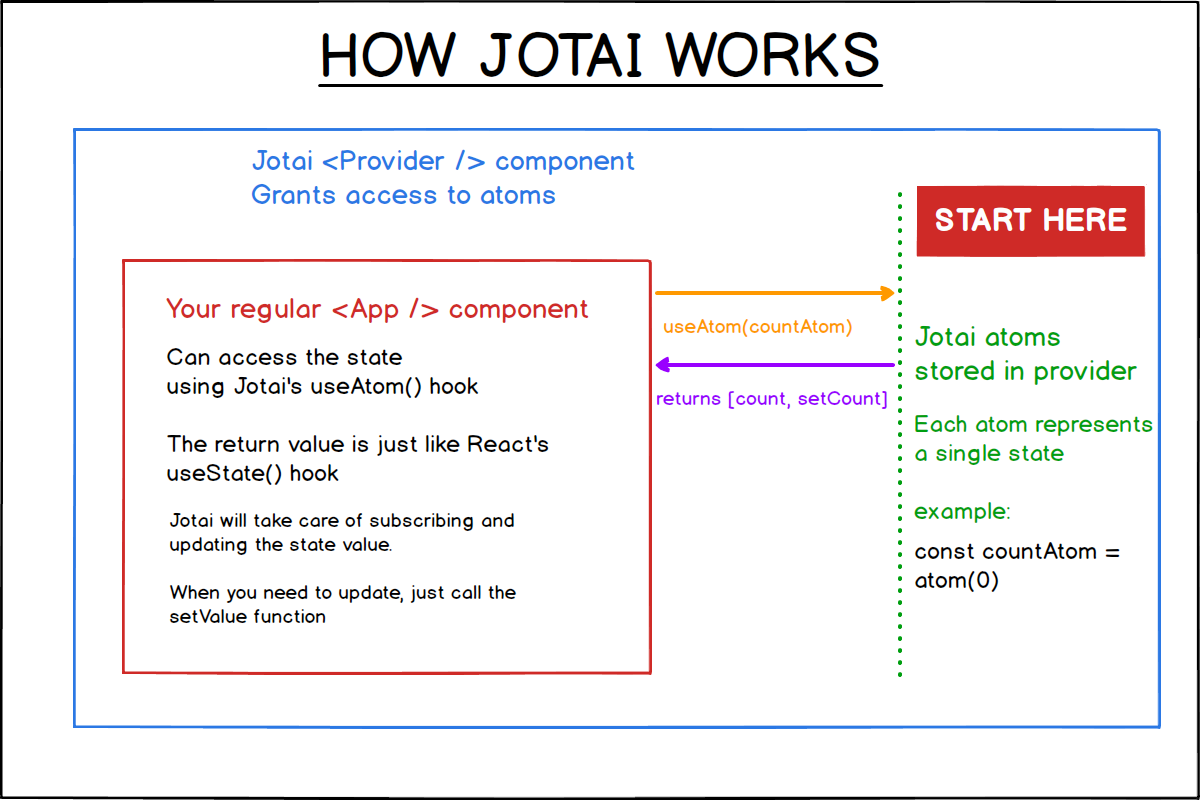 HOW JOTAI WORKS
Jotai <Provider /> component
Grants access to atoms
START HERE
Your regular <App /> component
Can access the state
using Jotai's useAtom() hook
The return value is just like React's
useState() hook
Jotai will take care of subscribing and
updating the state value.
When you need to update, just call the
setValue function
useAtom(countAtom)
returns [count, setCount]
Jotai atoms
stored in provider
Each atom represents
a single state
example:
const countAtom =
atom(0)